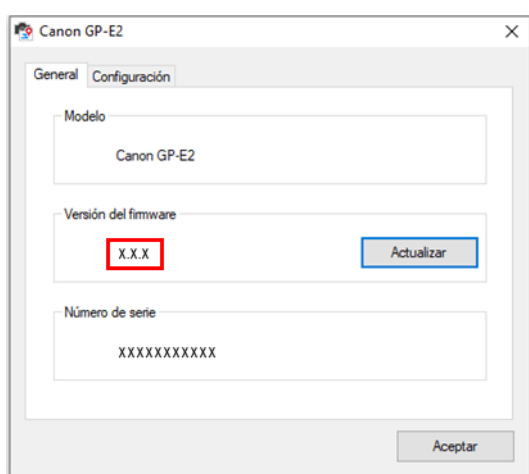 Canon GP-E2
General Configuración
Modelo
Canon GP-E2
Versión del firmware
X.X.X Actualizar
Número de serie
XXXXXXXXXXX
Aceptar